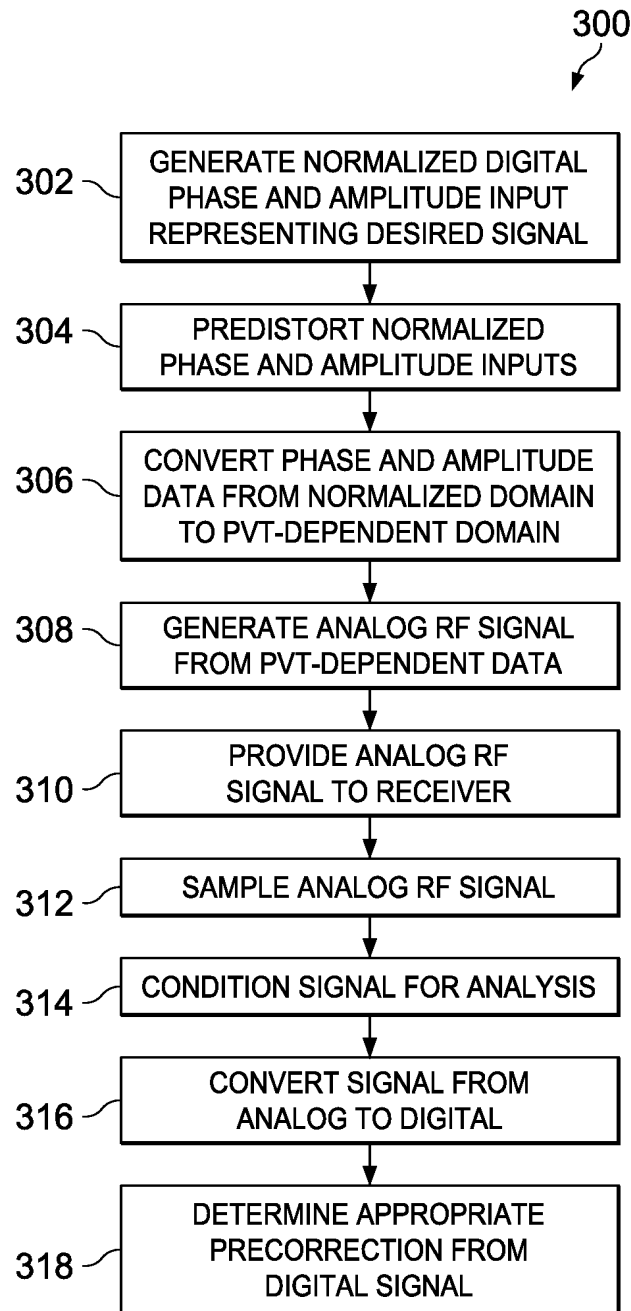 300
302
GENERATE NORMALIZED DIGITAL
PHASE AND AMPLITUDE INPUT
REPRESENTING DESIRED SIGNAL
304
PREDISTORT NORMALIZED
PHASE AND AMPLITUDE INPUTS
306
CONVERT PHASE AND AMPLITUDE
DATA FROM NORMALIZED DOMAIN
TO PVT-DEPENDENT DOMAIN
308
GENERATE ANALOG RF SIGNAL
FROM PVT-DEPENDENT DATA
310
PROVIDE ANALOG RF
SIGNAL TO RECEIVER
312
SAMPLE ANALOG RF SIGNAL
314
CONDITION SIGNAL FOR ANALYSIS
316
CONVERT SIGNAL FROM
ANALOG TO DIGITAL
318
DETERMINE APPROPRIATE
PRECORRECTION FROM
DIGITAL SIGNAL